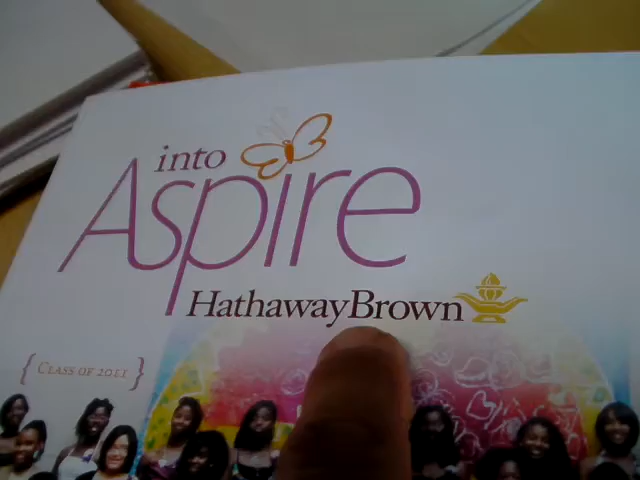 into
Aspire
HathawayBrown
{ CLASS OF 2011 }